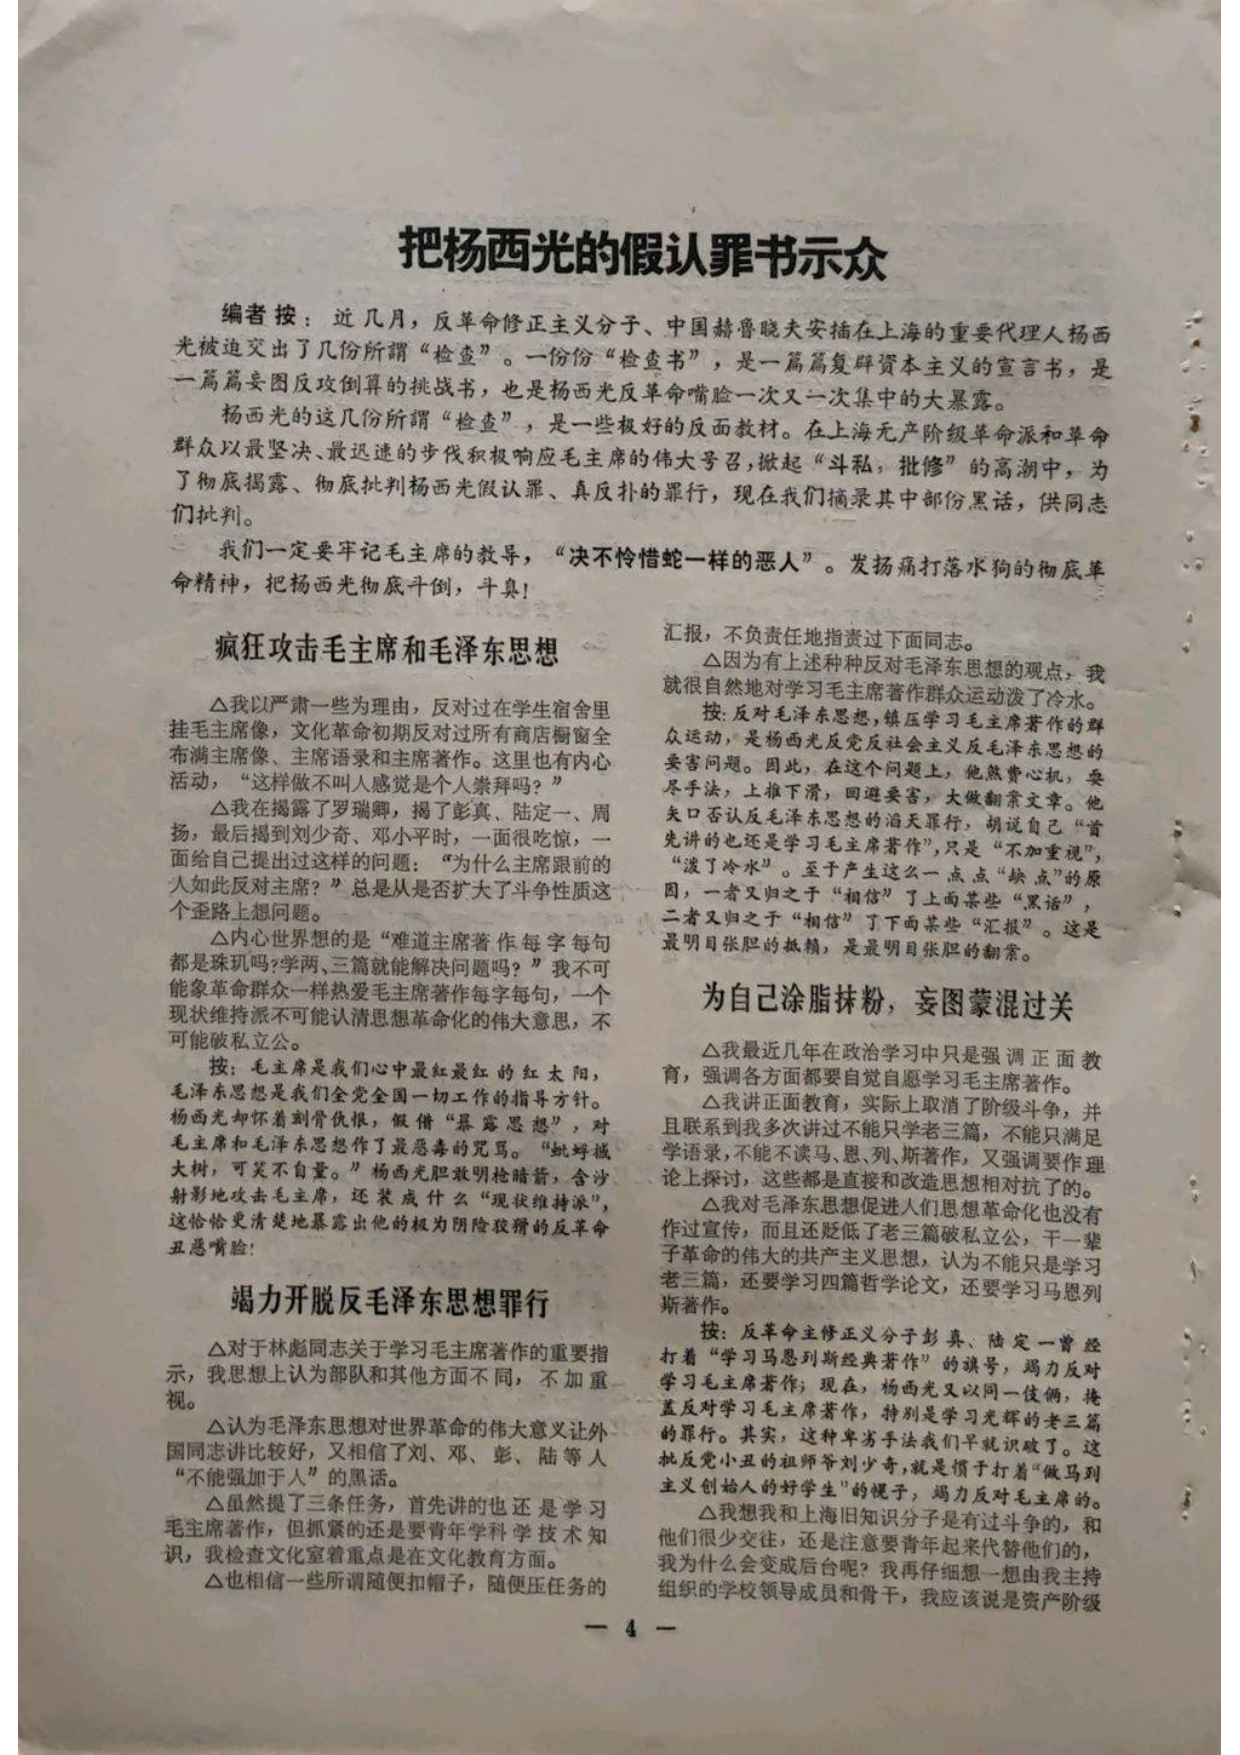 把杨西光的假认罪书示众
编者按：近几月，反革命修正主义分子、中国赫鲁晓夫安插在上海的重要代理人杨西
光被迫交出了几份所謂“检查”。一份份“检查书”，是一篇篇复辟资本主义的宣言书，是
一篇篇妄图反攻倒算的挑战书，也是杨西光反革命嘴脸一次又一次集中的大暴露。
杨西光的这几份所謂“检查”，是一些极好的反面教材。在上海无产阶级革命派和革命
群众以最坚决、最迅速的步伐积极响应毛主席的伟大号召，掀起“斗私，批修”的高潮中，为
了彻底揭露、彻底批判杨西光假认罪、真反扑的罪行，现在我们摘录其中部份黑话，供同志
们批判。
我们一定要牢记毛主席的教导，“决不怜惜蛇一样的恶人”。发扬痛打落水狗的彻底革
命精神，把杨西光彻底斗倒，斗臭！
疯狂攻击毛主席和毛泽东思想
△我以严肃一些为理由，反对过在学生宿舍里
挂毛主席像，文化革命初期反对过所有商店橱窗全
布满主席像、主席语录和主席著作。这里也有内心
活动，“这样做不叫人感觉是个人崇拜吗？”
△我在揭露了罗瑞卿，揭了彭真、陆定一、周
扬，最后揭到刘少奇、邓小平时，一面很吃惊，一
面给自己提出过这样的问题：“为什么主席跟前的
人如此反对主席？”总是从是否扩大了斗争性质这
个歪路上想问题。
△内心世界想的是“难道主席著作每字每句
都是珠玑吗？学两、三篇就能解决问题吗？”我不可
能象革命群众一样热爱毛主席著作每字每句，一个
现状维持派不可能认清思想革命化的伟大意思，不
可能破私立公。
按：毛主席是我们心中最红最红的红太阳，
毛泽东思想是我们全党全国一切工作的指导方针。
杨西光却怀着刻骨仇恨，假借“暴露思想”，对
毛主席和毛泽东思想作了最恶毒的咒骂。“蚍蜉撼
大树，可笑不自量。”杨西光胆敢明枪暗箭，含沙
射影地攻击毛主席，还装成什么“现状维持派”，
这恰恰更清楚地暴露出他的极为阴险狡猾的反革命
丑恶嘴脸！
竭力开脱反毛泽东思想罪行
△对于林彪同志关于学习毛主席著作的重要指
示，我思想上认为部队和其他方面不同，不加重
视。
△认为毛泽东思想对世界革命的伟大意义让外
国同志讲比较好，又相信了刘、邓、彭、陆等人
“不能强加于人”的黑话。
△虽然提了三条任务，首先讲的也还是学习
毛主席著作，但抓紧的还是要青年学科学技术知
识，我检查文化室着重点是在文化教育方面。
△也相信一些所谓随便扣帽子，随便压任务的
汇报，不负责任地指责过下面同志。
△因为有上述种种反对毛泽东思想的观点，我
就很自然地对学习毛主席著作群众运动泼了冷水。
按：反对毛泽东思想，镇压学习毛主席著作的群
众运动，是杨西光反党反社会主义反毛泽东思想的
要害问题。因此，在这个问题上，他煞费心机，耍
尽手法，上推下滑，回避要害，大做翻案文章。他
矢口否认反毛泽东思想的滔天罪行，胡说自己“首
先讲的也还是学习毛主席著作”，只是“不加重视”，
“泼了冷水”。至于产生这么一点点“缺点”的原
因，一者又归之于“相信”了上面某些“黑话”，
二者又归之于“相信”了下面某些“汇报”。这是
最明目张胆的抵赖，是最明目张胆的翻案。
为自己涂脂抹粉，妄图蒙混过关
△我最近几年在政治学习中只是强调正面教
育，强调各方面都要自觉自愿学习毛主席著作。
△我讲正面教育，实际上取消了阶级斗争，并
且联系到我多次讲过不能只学老三篇，不能只满足
学语录，不能不读马、恩、列、斯著作，又强调要作理
论上探讨，这些都是直接和改造思想相对抗了的。
△我对毛泽东思想促进人们思想革命化也没有
作过宣传，而且还贬低了老三篇破私立公，干一辈
子革命的伟大的共产主义思想，认为不能只是学习
老三篇，还要学习四篇哲学论文，还要学习马恩列
斯著作。
按：反革命主修正义分子彭真、陆定一曾经
打着“学习马恩列斯经典著作”的旗号，竭力反对
学习毛主席著作；现在，杨西光又以同一伎俩，掩
盖反对学习毛主席著作，特别是学习光辉的老三篇
的罪行。其实，这种卑劣手法我们早就识破了。这
批反党小丑的祖师爷刘少奇，就是惯于打着“做马列
主义创始人的好学生”的幌子，竭力反对毛主席的。
△我想我和上海旧知识分子是有过斗争的，和
他们很少交往，还是注意要青年起来代替他们的，
我为什么会变成后台呢？我再仔细想一想由我主持
组织的学校领导成员和骨干，我应该说是资产阶级
— 4 —